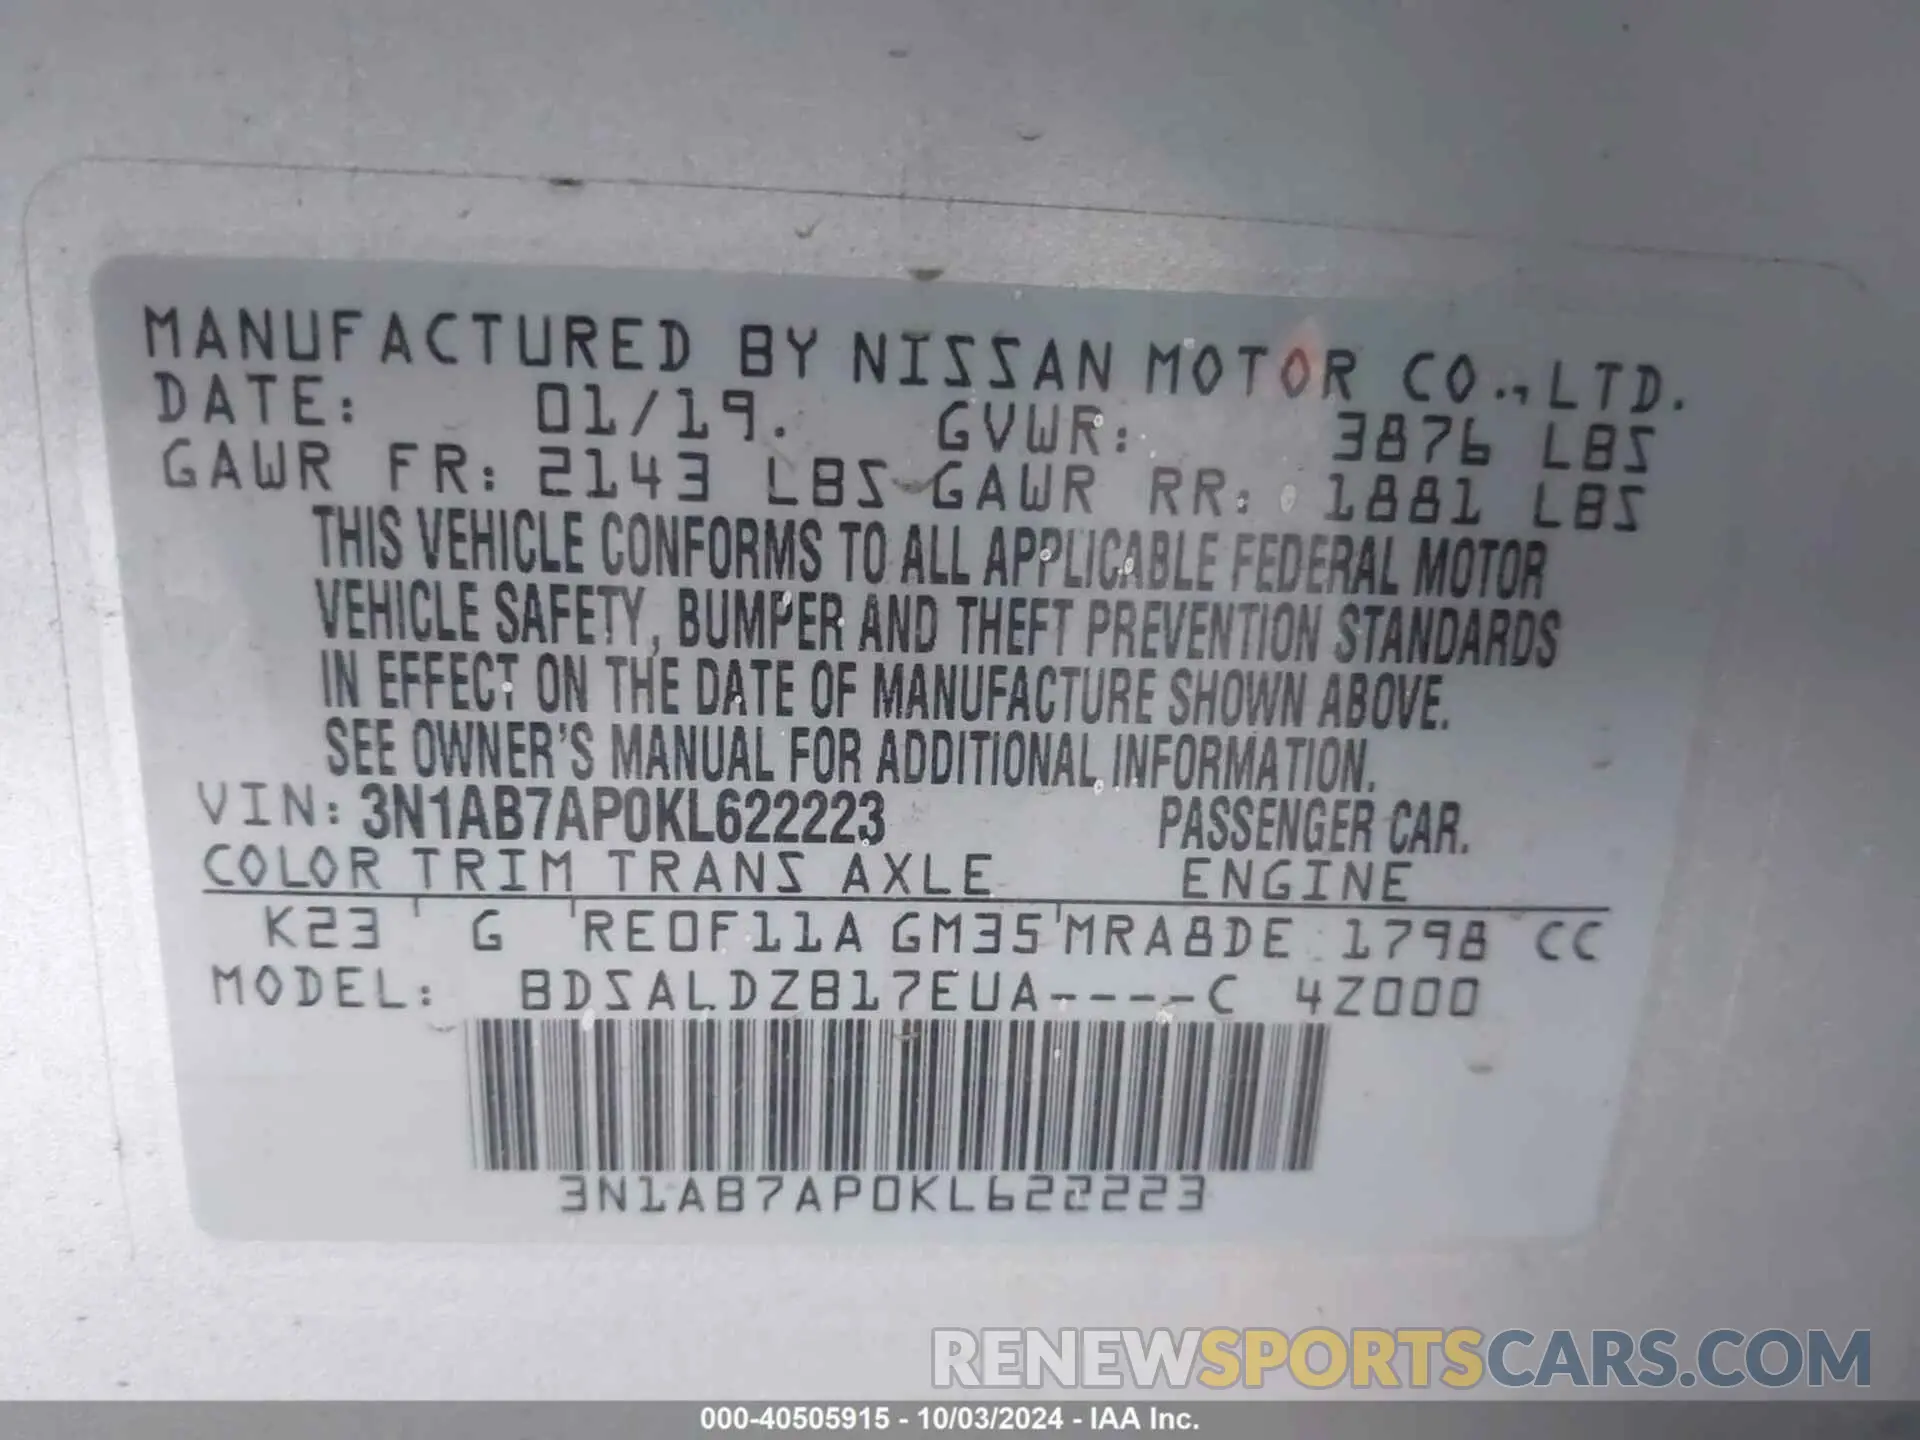 MANUFACTURED BY NISSAN MOTOR CO., LTD.
DATE: 01/19. GVWR: 3876 LBS
GAWR FR: 2143 LBS GAWR RR: 1881 LBS
THIS VEHICLE CONFORMS TO ALL APPLICABLE FEDERAL MOTOR
VEHICLE SAFETY, BUMPER AND THEFT PREVENTION STANDARDS
IN EFFECT ON THE DATE OF MANUFACTURE SHOWN ABOVE.
SEE OWNER'S MANUAL FOR ADDITIONAL INFORMATION.
VIN: 3N1AB7AP0KL622223 PASSENGER CAR.
COLOR TRIM TRANS AXLE ENGINE
K23 G RE0F11A GM35 MRA8DE 1798 CC
MODEL: BDSALDZB17EUA----C 4Z000
3N1AB7AP0KL622223
RENEWSPORTSCARS.COM
000-40505915 - 10/03/2024 - IAA Inc.